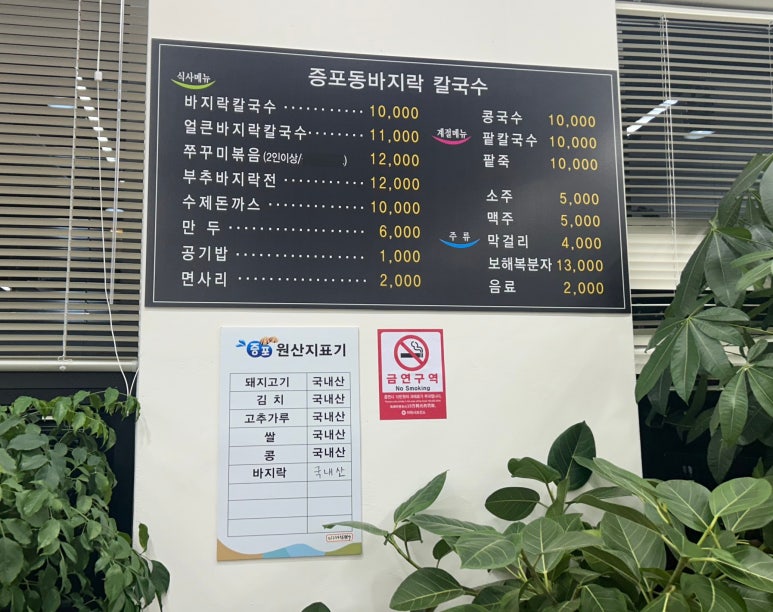 증포동바지락 칼국수
식사메뉴
바지락칼국수 ··········· 10,000
얼큰바지락칼국수········ 11,000
쭈꾸미볶음(2인이상/ .) 12,000
부추바지락전 ············ 12,000
수제돈까스 ·············· 10,000
만 두 ·················· 6,000
공기밥 ·················· 1,000
면사리 ················· 2,000
계절메뉴
콩국수 10,000
팥칼국수 10,000
팥죽 10,000
주 류
소주 5,000
맥주 5,000
막걸리 4,000
보해복분자 13,000
음료 2,000
증포 원산지표기
돼지고기 국내산
김 치 국내산
고추가루 국내산
쌀 국내산
콩 국내산
바지락 국내산
금연구역
No Smoking